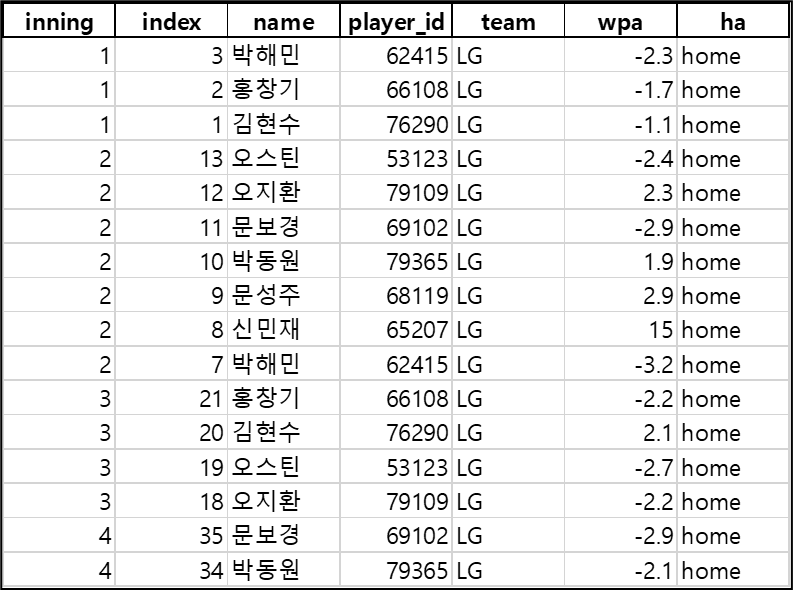 inning index name player_id team wpa ha
1 3 박해민 62415 LG -2.3 home
1 2 홍창기 66108 LG -1.7 home
1 1 김현수 76290 LG -1.1 home
2 13 오스틴 53123 LG -2.4 home
2 12 오지환 79109 LG 2.3 home
2 11 문보경 69102 LG -2.9 home
2 10 박동원 79365 LG 1.9 home
2 9 문성주 68119 LG 2.9 home
2 8 신민재 65207 LG 15 home
2 7 박해민 62415 LG -3.2 home
3 21 홍창기 66108 LG -2.2 home
3 20 김현수 76290 LG 2.1 home
3 19 오스틴 53123 LG -2.7 home
3 18 오지환 79109 LG -2.2 home
4 35 문보경 69102 LG -2.9 home
4 34 박동원 79365 LG -2.1 home